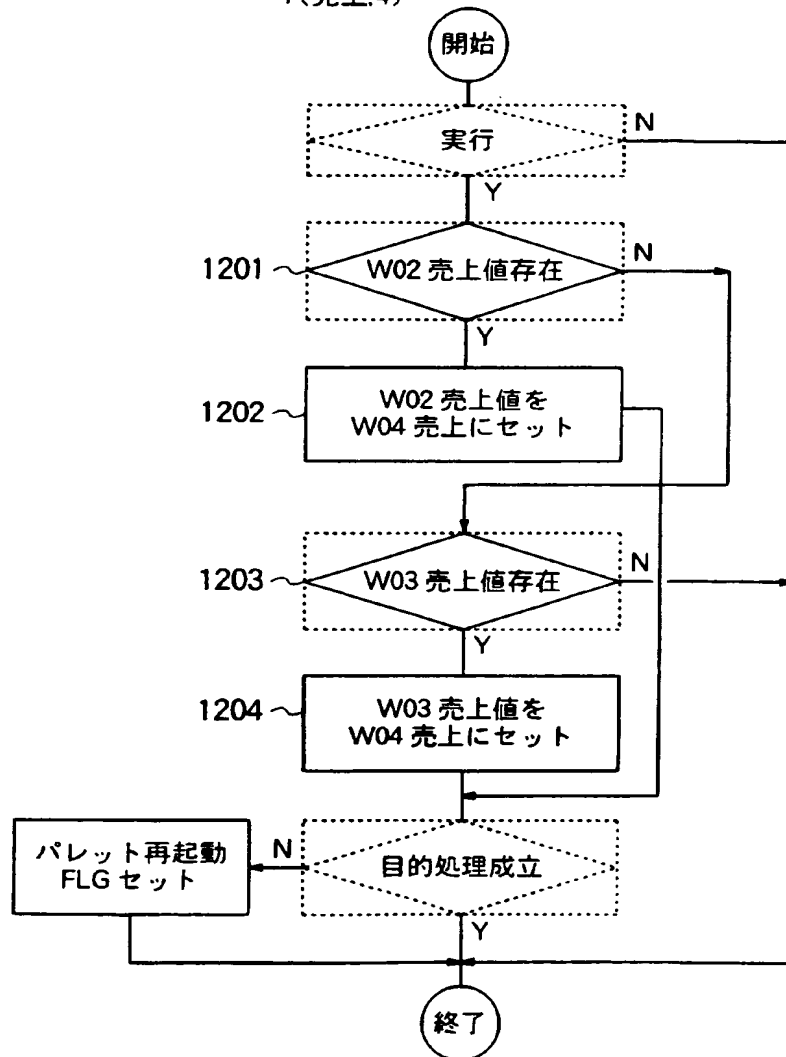 開始
実行
N
Y
1201
W02 売上値存在
N
Y
1202
W02 売上値を
W04 売上にセット
1203
W03 売上値存在
N
Y
1204
W03 売上値を
W04 売上にセット
パレット再起動
FLG セット
N
目的処理成立
Y
終了